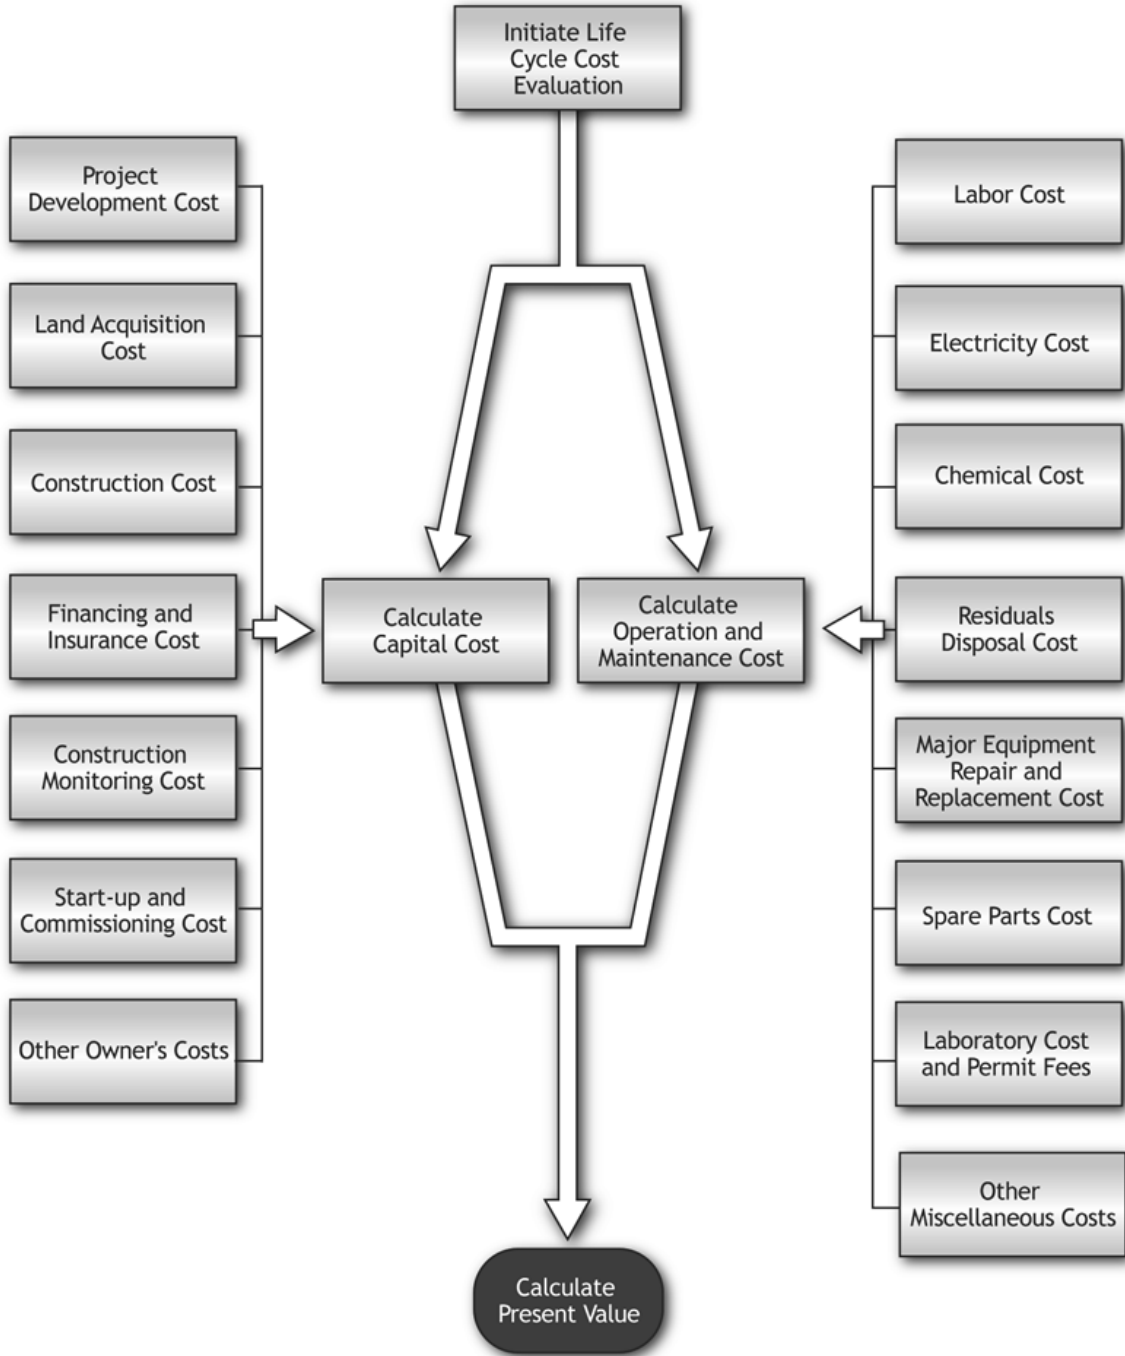 Initiate Life
Cycle Cost
Evaluation
Project
Development Cost
Land Acquisition
Cost
Construction Cost
Financing and
Insurance Cost
Construction
Monitoring Cost
Start-up and
Commissioning Cost
Other Owner's Costs
Calculate
Capital Cost
Calculate
Operation and
Maintenance Cost
Labor Cost
Electricity Cost
Chemical Cost
Residuals
Disposal Cost
Major Equipment
Repair and
Replacement Cost
Spare Parts Cost
Laboratory Cost
and Permit Fees
Other
Miscellaneous Costs
Calculate
Present Value